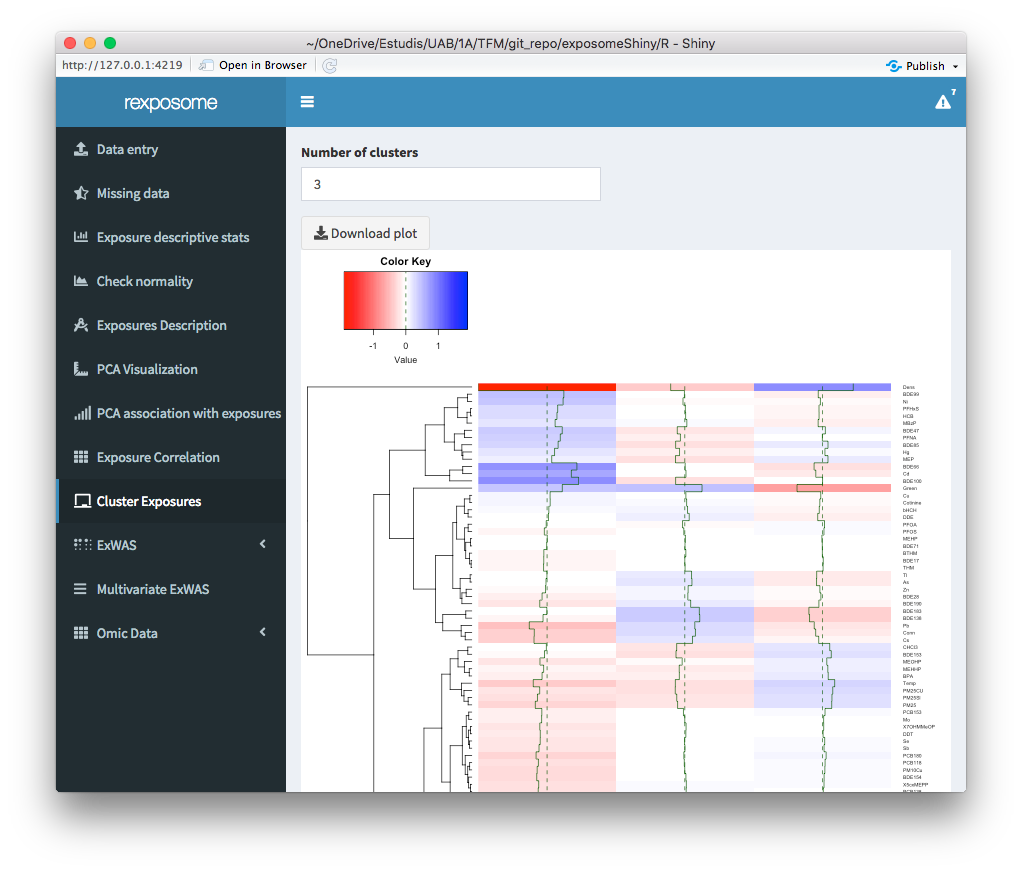 ~/OneDrive/Estudis/UAB/1A/TFM/git_repo/exposomeShiny/R - Shiny
http://127.0.0.1:4219 Open in Browser Publish
rexposome
7
Data entry
Missing data
Exposure descriptive stats
Check normality
Exposures Description
PCA Visualization
PCA association with exposures
Exposure Correlation
Cluster Exposures
ExWAS
Multivariate ExWAS
Omic Data
Number of clusters
3
Download plot
Color Key
-1 0 1
Value
Dens
BDE99
Ni
PFHxS
HCB
MBzP
BDE47
PFNA
BDE85
Hg
MEP
BDE66
Cd
BDE100
Green
Cu
Cotinine
bHCH
DDE
PFOA
PFOS
MEHP
BDE71
BTHM
BDE17
THM
Tl
As
Zn
BDE28
BDE190
BDE183
BDE138
Pb
Conn
Cs
CHCl3
BDE153
MEOHP
MEHHP
BPA
Temp
PM25CU
PM25SI
PM25
PCB153
Mo
X7OHMMeOP
DDT
Se
Sb
PCB180
PCB118
PM10Cu
BDE154
X5cxMEPP